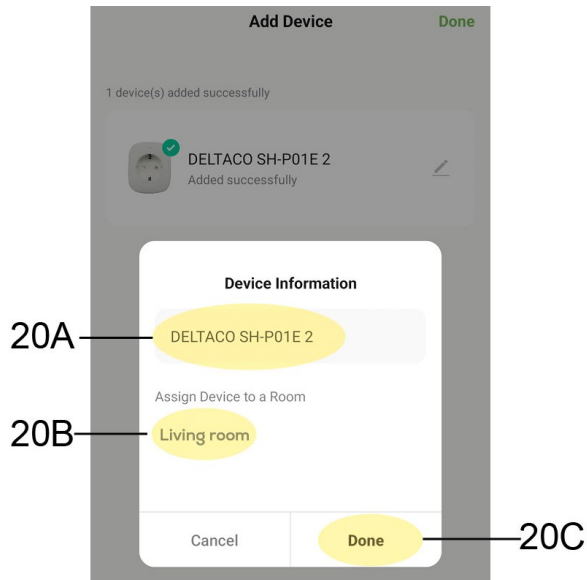 Add Device Done
1 device(s) added successfully
DELTACO SH-P01E 2
Added successfully
Device Information
20A DELTACO SH-P01E 2
Assign Device to a Room
20B Living room
Cancel Done 20C